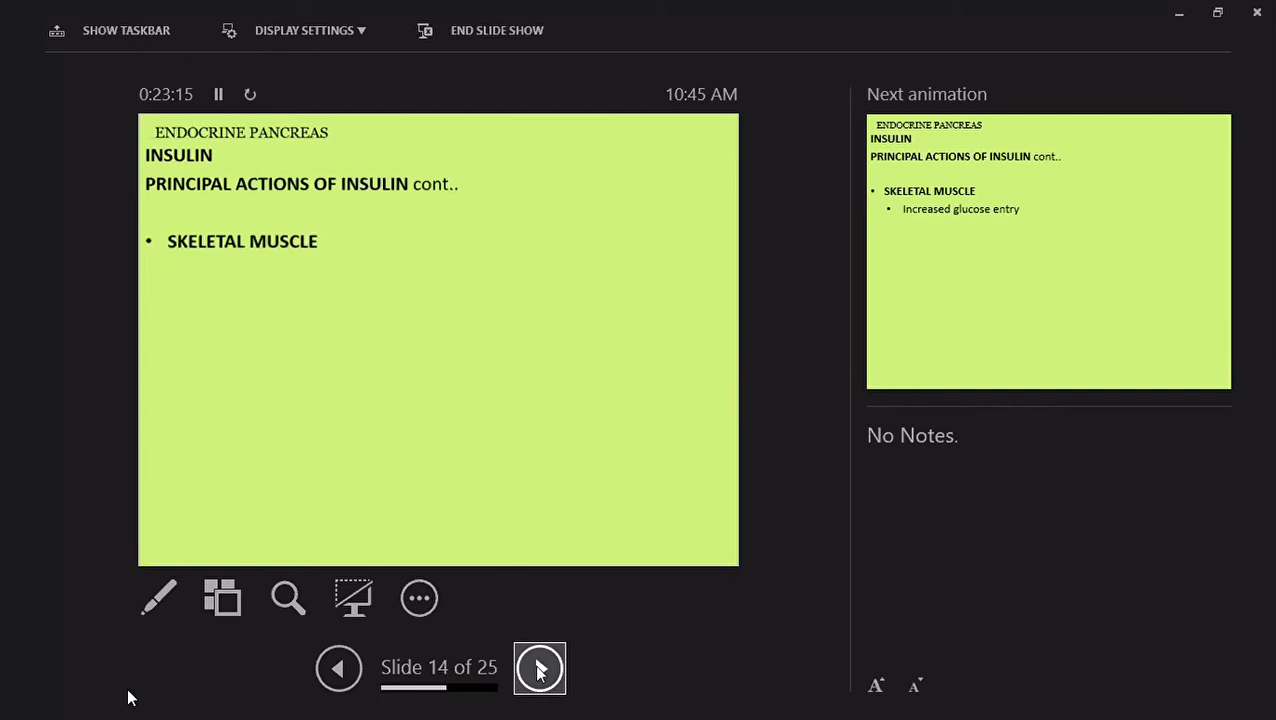 SHOW TASKBAR
DISPLAY SETTINGS ▼
END SLIDE SHOW
0:23:15
10:45 AM
ENDOCRINE PANCREAS
INSULIN
PRINCIPAL ACTIONS OF INSULIN cont..
• SKELETAL MUSCLE
Next animation
ENDOCRINE PANCREAS
INSULIN
PRINCIPAL ACTIONS OF INSULIN cont..
• SKELETAL MUSCLE
• Increased glucose entry
No Notes.
Slide 14 of 25
A A